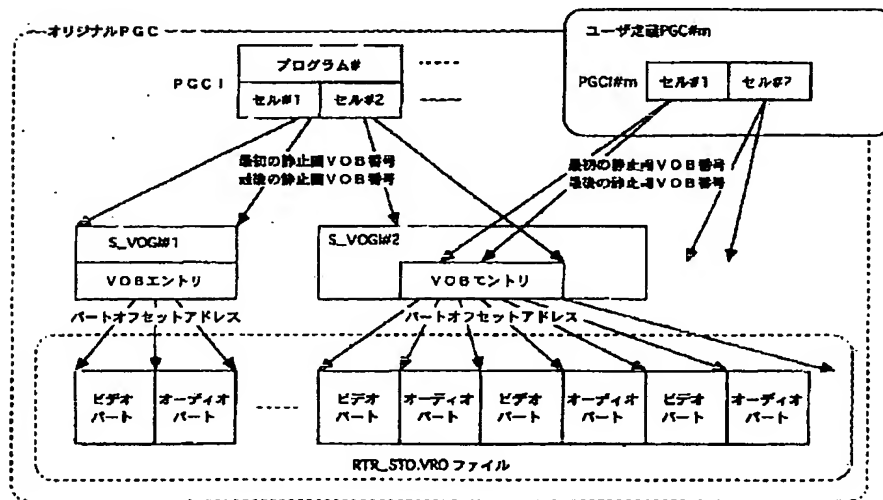 オリジナルPGC
ユーザ定義PGC#m
プログラム#
PGCI
セル#1
セル#2
PGCI#m
セル#1
セル#?
最初の静止画VOB番号
最後の静止画VOB番号
最初の静止画VOB番号
最後の静止画VOB番号
S_VOGI#1
S_VOGI#2
VOBエントリ
VOBエントリ
パートオフセットアドレス
パートオフセットアドレス
ビデオ
パート
オーディオ
パート
ビデオ
パート
オーディオ
パート
ビデオ
パート
オーディオ
パート
ビデオ
パート
オーディオ
パート
RTR_STO.VRO ファイル